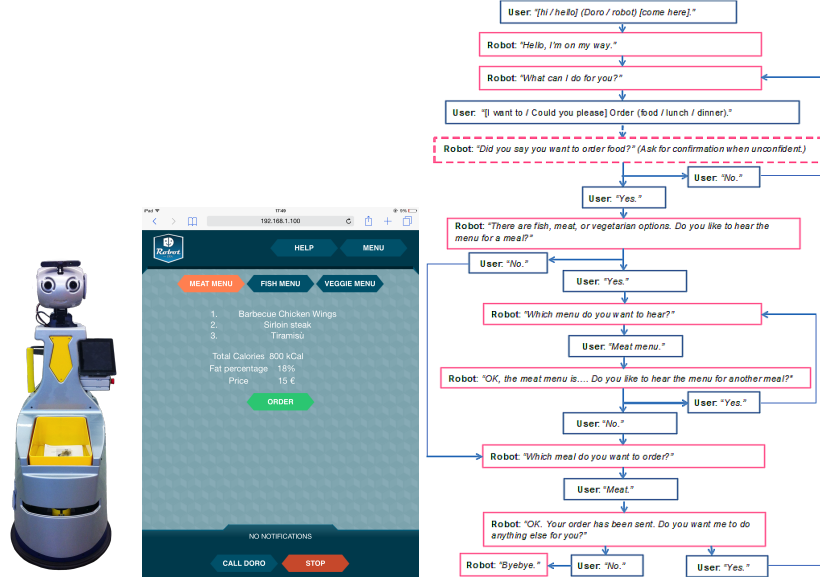 iPad
17:49
5%
192.168.1.100
Robot
HELP
MENU
MEAT MENU
FISH MENU
VEGGIE MENU
1. Barbecue Chicken Wings
2. Sirloin steak
3. Tiramisù
Total Calories 800 kCal
Fat percentage 18%
Price 15 €
ORDER
NO NOTIFICATIONS
CALL DORO
STOP
User: "[hi / hello] (Doro / robot) [come here]."
Robot: "Hello, I'm on my way."
Robot: "What can I do for you?"
User: "[I want to / Could you please] Order (food / lunch / dinner)."
Robot: "Did you say you want to order food?" (Ask for confirmation when unconfident.)
User: "No."
User: "Yes."
Robot: "There are fish, meat, or vegetarian options. Do you like to hear the
menu for a meal?"
User: "No."
User: "Yes."
Robot: "Which menu do you want to hear?"
User: "Meat menu."
Robot: "OK, the meat menu is.... Do you like to hear the menu for another meal?"
User: "Yes."
User: "No."
Robot: "Which meal do you want to order?"
User: "Meat."
Robot: "OK. Your order has been sent. Do you want me to do
anything else for you?"
Robot: "Byebye."
User: "No."
User: "Yes."